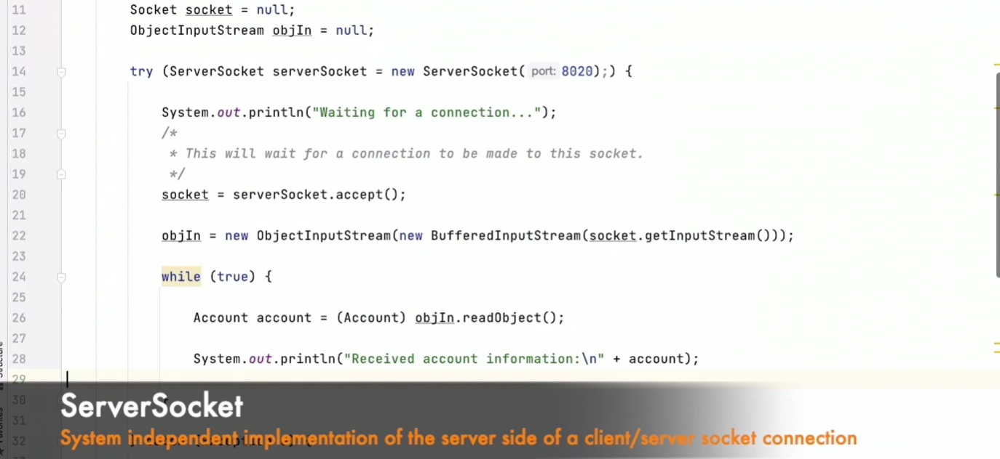 11 Socket socket = null;
12 ObjectInputStream objIn = null;
13
14 try (ServerSocket serverSocket = new ServerSocket( port: 8020);) {
15
16 System.out.println("Waiting for a connection...");
17 /*
18 * This will wait for a connection to be made to this socket.
19 */
20 socket = serverSocket.accept();
21
22 objIn = new ObjectInputStream(new BufferedInputStream(socket.getInputStream()));
23
24 while (true) {
25
26 Account account = (Account) objIn.readObject();
27
28 System.out.println("Received account information:\n" + account);
29
30
ServerSocket
31
System independent implementation of the server side of a client/server socket connection
32